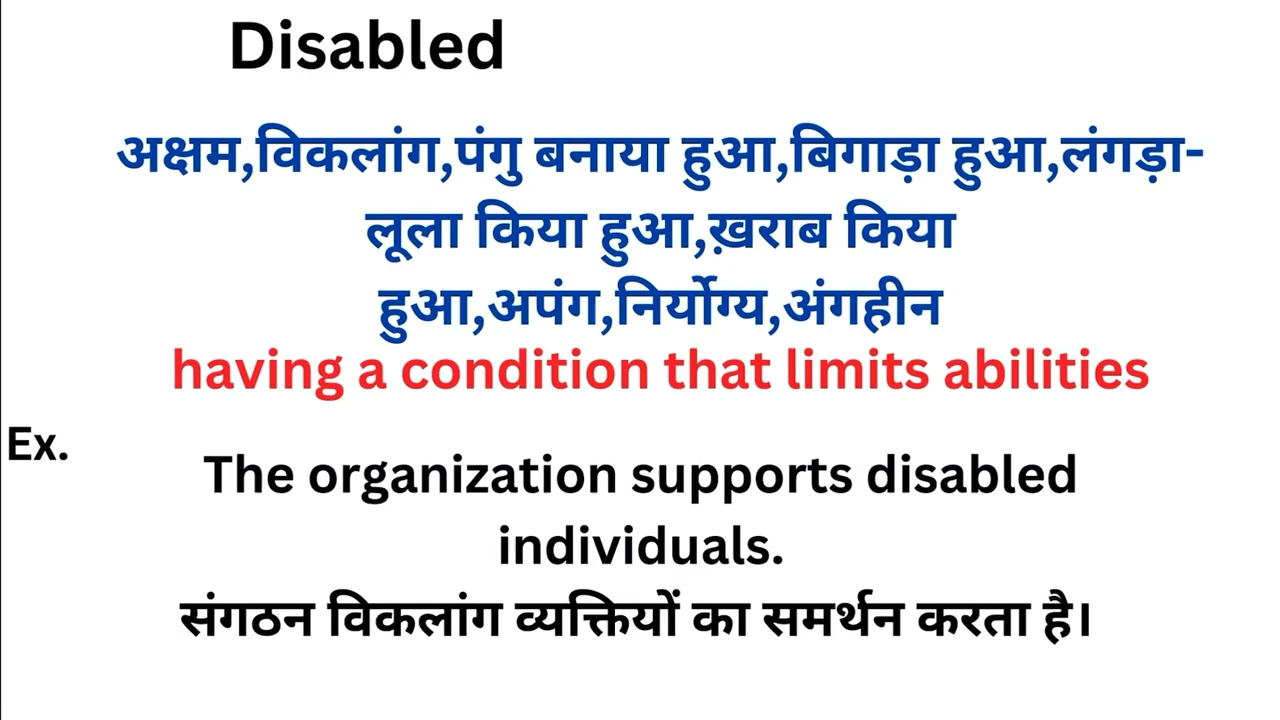 Disabled
अक्षम,विकलांग,पंगु बनाया हुआ,बिगाड़ा हुआ,लंगड़ा-
लूला किया हुआ,ख़राब किया
हुआ,अपंग,निर्योग्य,अंगहीन
having a condition that limits abilities
Ex.
The organization supports disabled
individuals.
संगठन विकलांग व्यक्तियों का समर्थन करता है।